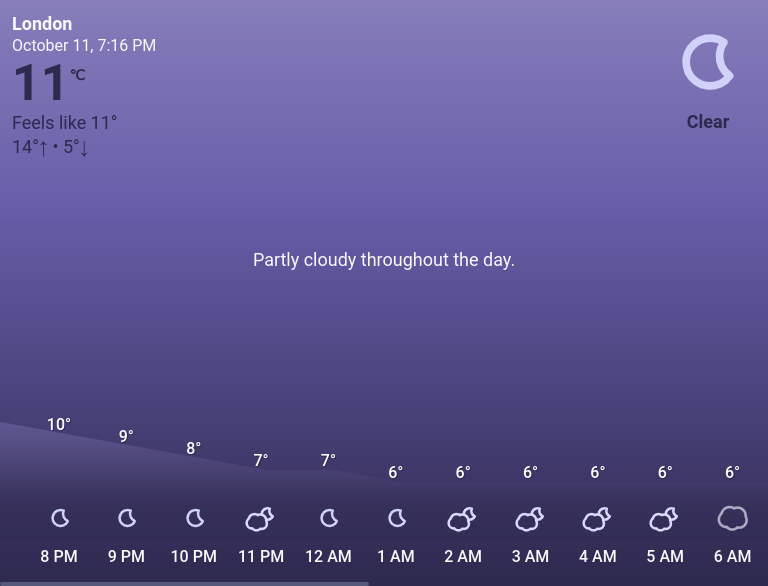 London
October 11, 7:16 PM
11℃
Feels like 11°
14°↑ • 5°↓
Clear
Partly cloudy throughout the day.
10° 9° 8° 7° 7° 6° 6° 6° 6° 6° 6°
8 PM 9 PM 10 PM 11 PM 12 AM 1 AM 2 AM 3 AM 4 AM 5 AM 6 AM